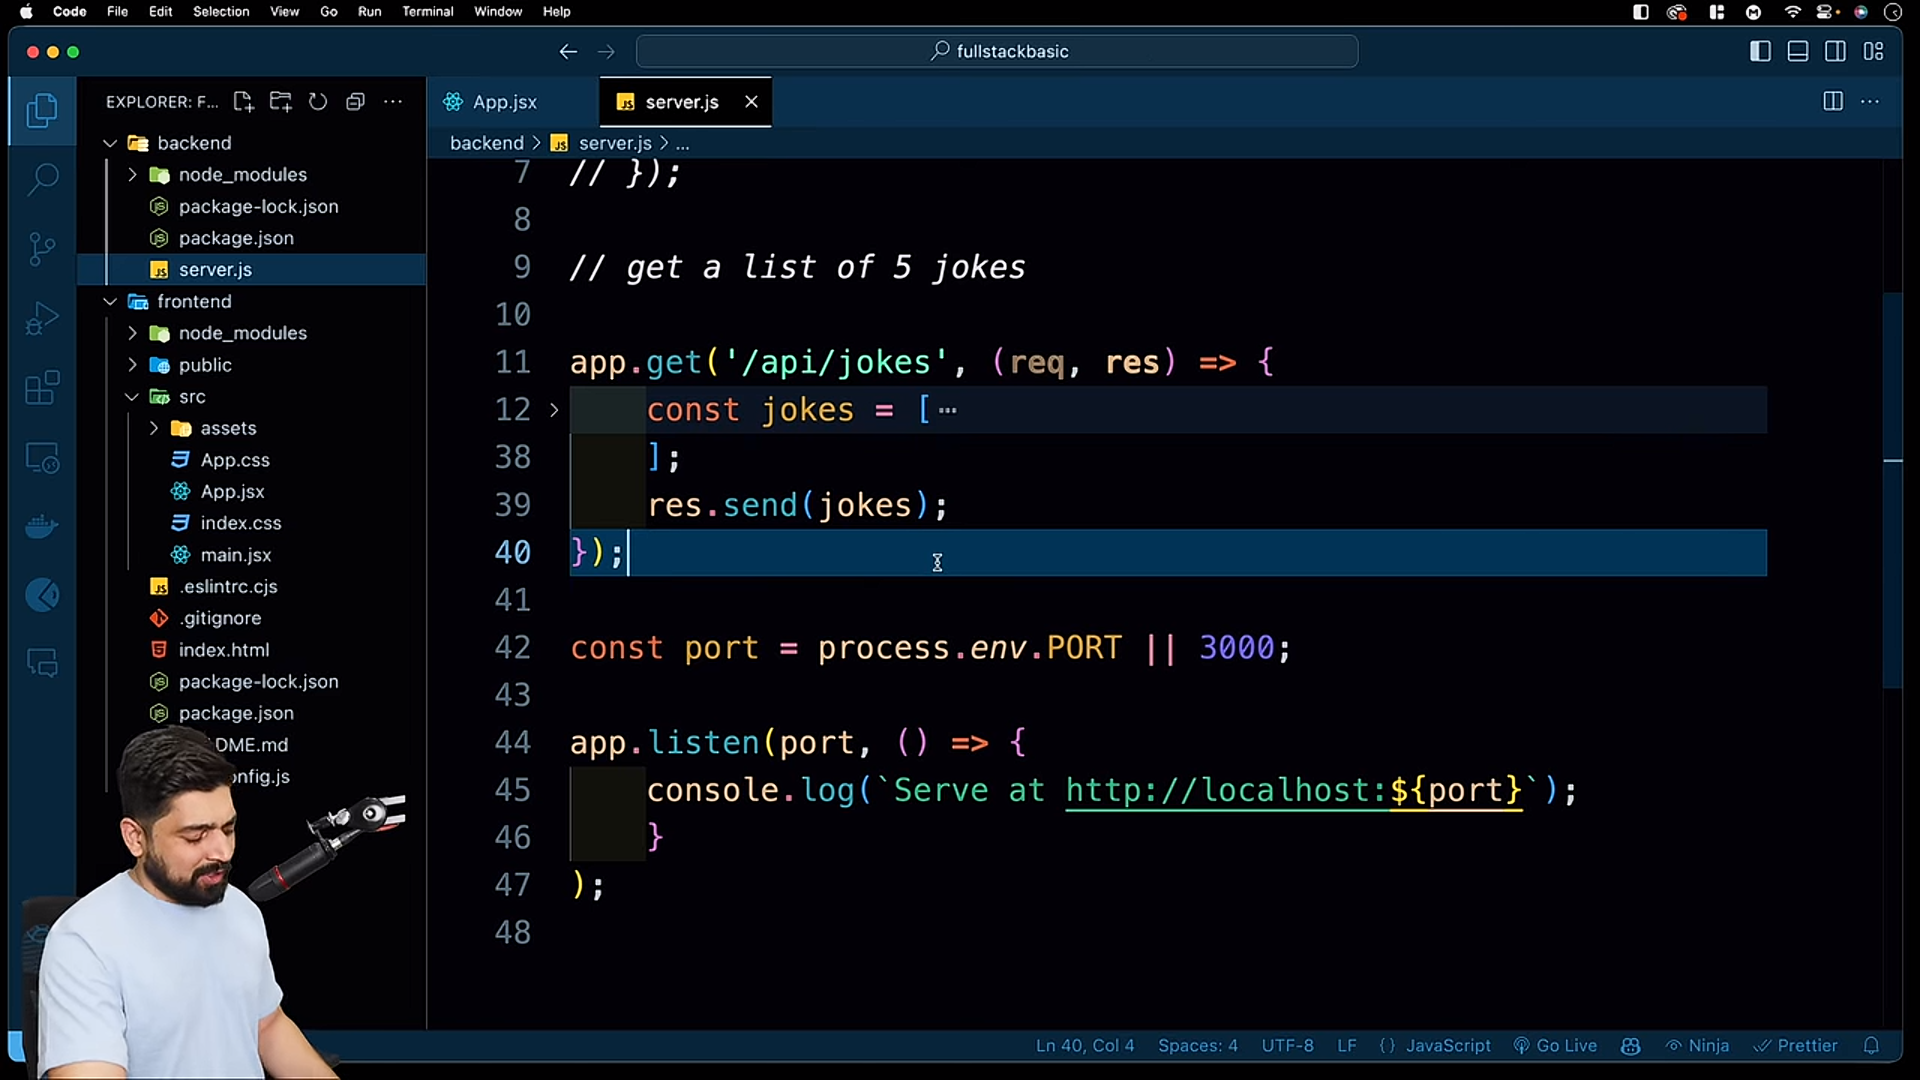 Code File Edit Selection View Go Run Terminal Window Help
fullstackbasic
EXPLORER: F...
App.jsx
server.js
backend > server.js > ...
backend
node_modules
package-lock.json
package.json
server.js
frontend
node_modules
public
src
assets
App.css
App.jsx
index.css
main.jsx
.eslintrc.cjs
.gitignore
index.html
package-lock.json
package.json
DME.md
onfig.js
7 // });
8
9 // get a list of 5 jokes
10
11 app.get('/api/jokes', (req, res) => {
12 const jokes = [ ...
38 ];
39 res.send(jokes);
40 });
41
42 const port = process.env.PORT || 3000;
43
44 app.listen(port, () => {
45 console.log(`Serve at http://localhost:${port}`);
46 }
47 );
48
Ln 40, Col 4 Spaces: 4 UTF-8 LF {} JavaScript Go Live Ninja Prettier